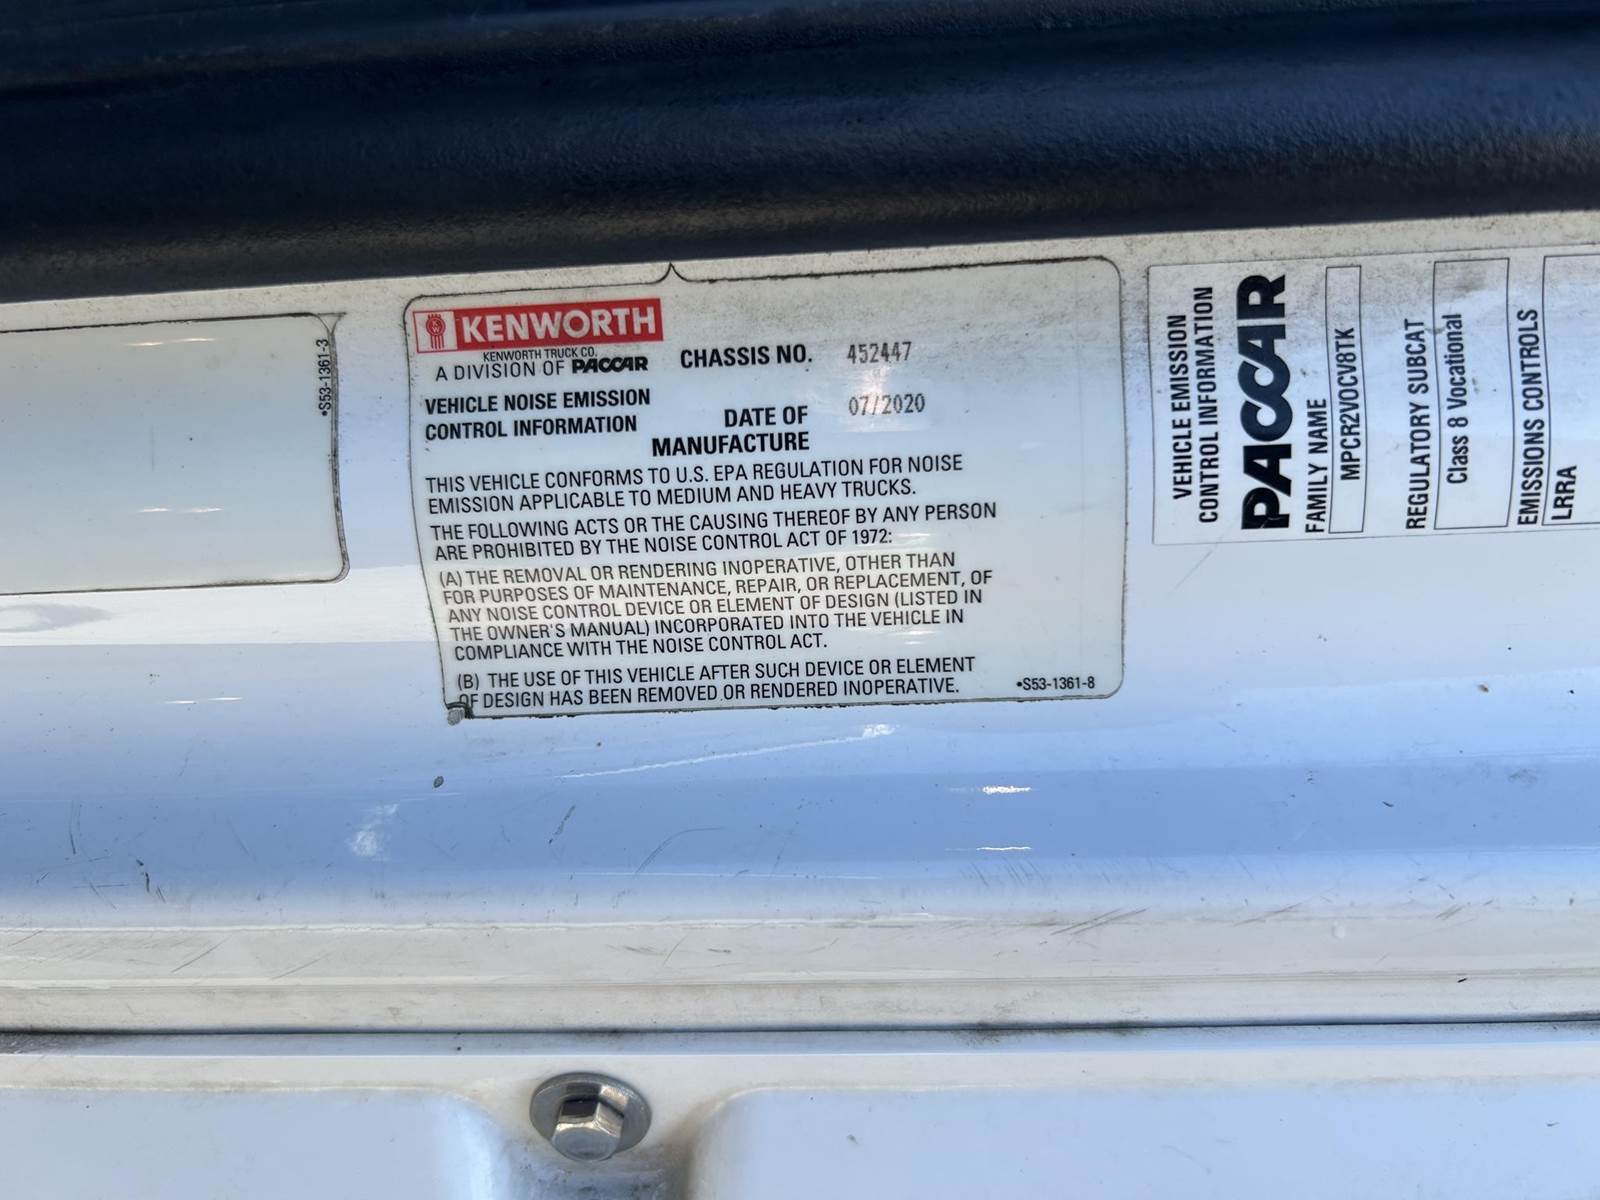 •S53-1361-3
KENWORTH
KENWORTH TRUCK CO.
A DIVISION OF PACCAR
CHASSIS NO. 452447
VEHICLE NOISE EMISSION
CONTROL INFORMATION
DATE OF
MANUFACTURE
07/2020
THIS VEHICLE CONFORMS TO U.S. EPA REGULATION FOR NOISE
EMISSION APPLICABLE TO MEDIUM AND HEAVY TRUCKS.
THE FOLLOWING ACTS OR THE CAUSING THEREOF BY ANY PERSON
ARE PROHIBITED BY THE NOISE CONTROL ACT OF 1972:
(A) THE REMOVAL OR RENDERING INOPERATIVE, OTHER THAN
FOR PURPOSES OF MAINTENANCE, REPAIR, OR REPLACEMENT, OF
ANY NOISE CONTROL DEVICE OR ELEMENT OF DESIGN (LISTED IN
THE OWNER'S MANUAL) INCORPORATED INTO THE VEHICLE IN
COMPLIANCE WITH THE NOISE CONTROL ACT.
(B) THE USE OF THIS VEHICLE AFTER SUCH DEVICE OR ELEMENT
OF DESIGN HAS BEEN REMOVED OR RENDERED INOPERATIVE.
•S53-1361-8
VEHICLE EMISSION
CONTROL INFORMATION
PACCAR
FAMILY NAME
MPCR2VOCV8TK
REGULATORY SUBCAT
Class 8 Vocational
EMISSIONS CONTROLS
LRRA